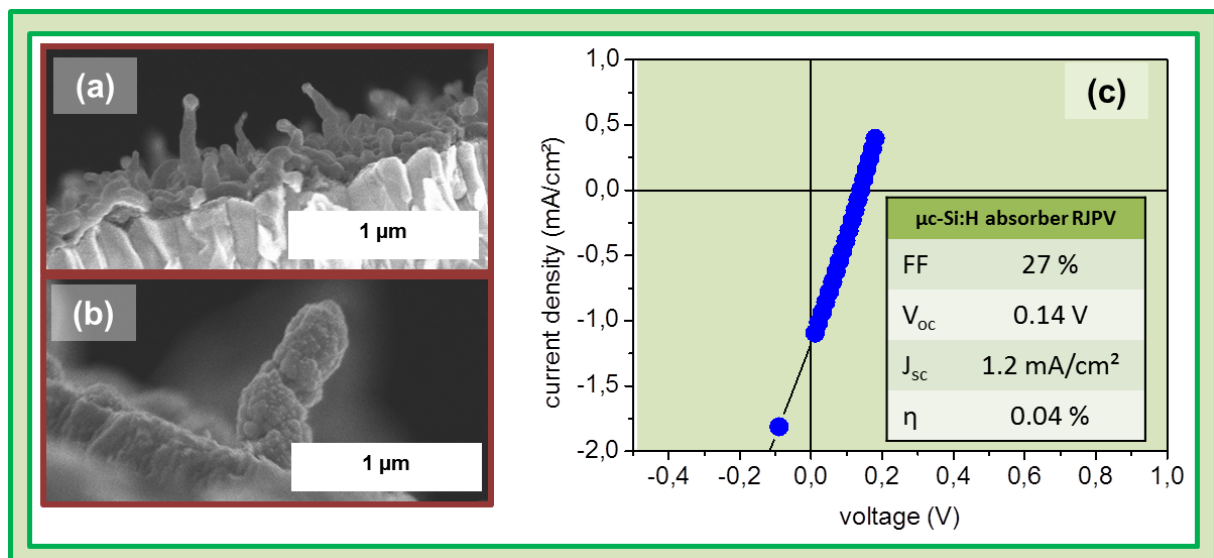 (a)
1 µm
(b)
1 µm
(c)
current density (mA/cm²)
1,0
0,5
0,0
-0,5
-1,0
-1,5
-2,0
-0,4 -0,2 0,0 0,2 0,4 0,6 0,8 1,0
voltage (V)
µc-Si:H absorber RJPV
FF 27 %
Voc 0.14 V
Jsc 1.2 mA/cm²
η 0.04 %